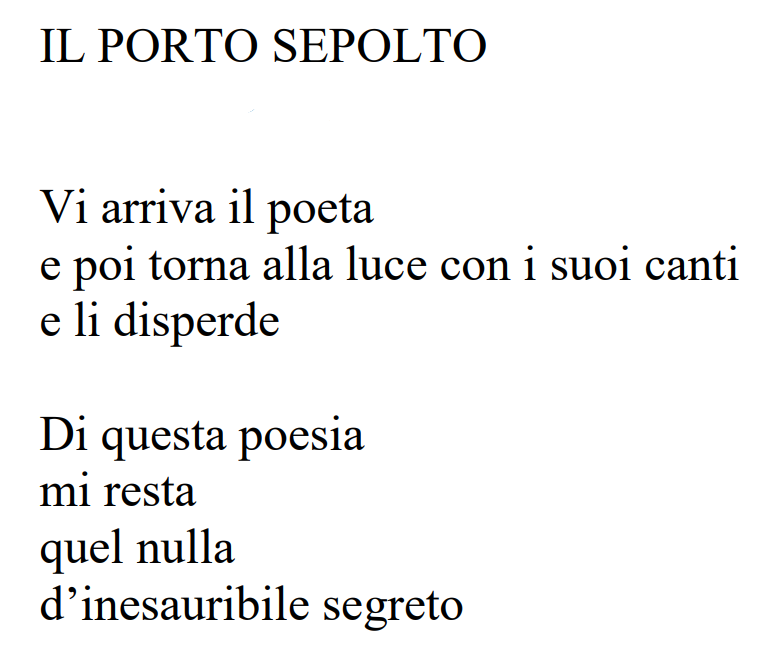 IL PORTO SEPOLTO
Vi arriva il poeta
e poi torna alla luce con i suoi canti
e li disperde
Di questa poesia
mi resta
quel nulla
d’inesauribile segreto